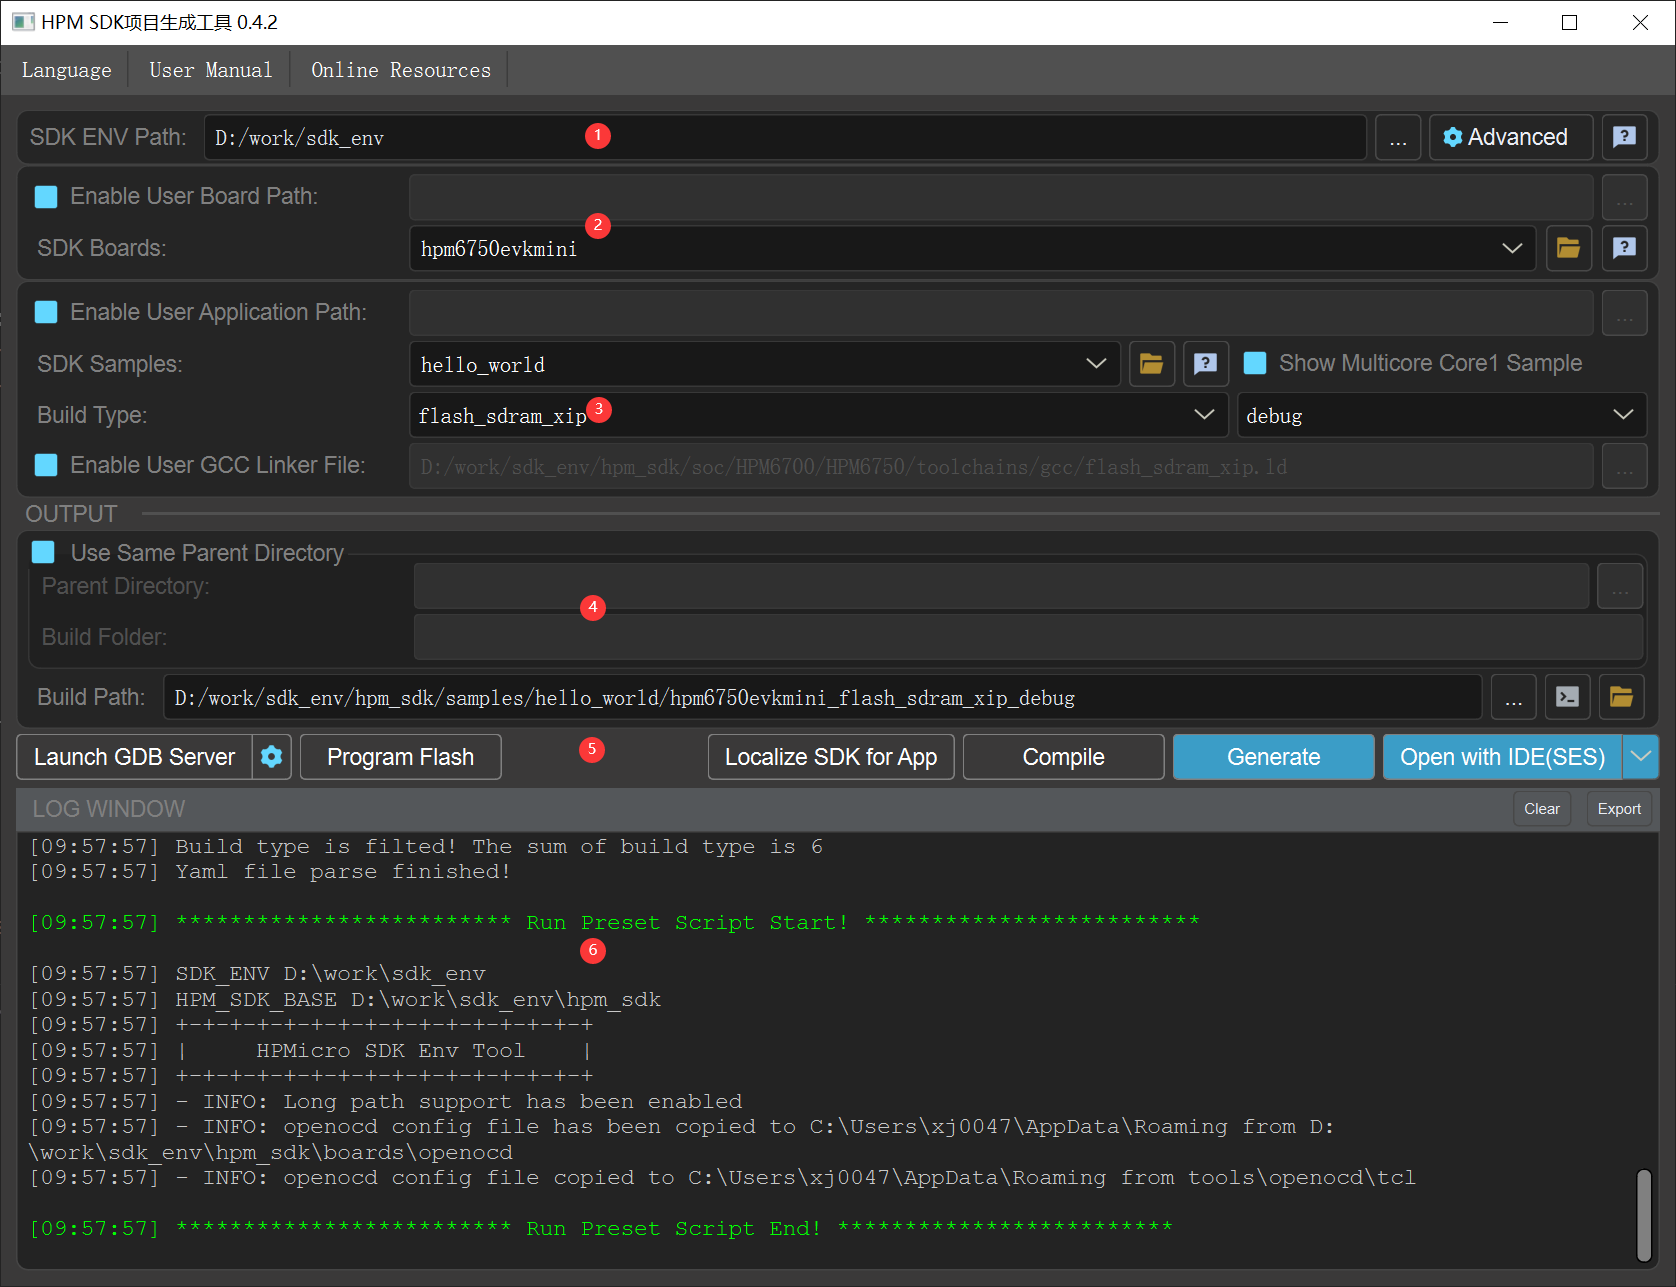 HPM SDK项目生成工具 0.4.2
Language User Manual Online Resources
SDK ENV Path: D:/work/sdk_env 1 ... Advanced ?
Enable User Board Path: ...
2
SDK Boards: hpm6750evkmini ?
Enable User Application Path: ...
SDK Samples: hello_world ? Show Multicore Core1 Sample
Build Type: flash_sdram_xip 3 debug
Enable User GCC Linker File: D:/work/sdk_env/hpm_sdk/soc/HPM6700/HPM6750/toolchains/gcc/flash_sdram_xip.ld ...
OUTPUT
Use Same Parent Directory
Parent Directory: ...
4
Build Folder:
Build Path: D:/work/sdk_env/hpm_sdk/samples/hello_world/hpm6750evkmini_flash_sdram_xip_debug ...
Launch GDB Server Program Flash 5 Localize SDK for App Compile Generate Open with IDE(SES)
LOG WINDOW Clear Export
[09:57:57] Build type is filted! The sum of build type is 6
[09:57:57] Yaml file parse finished!
[09:57:57] ************************* Run Preset Script Start! *************************
6
[09:57:57] SDK_ENV D:\work\sdk_env
[09:57:57] HPM_SDK_BASE D:\work\sdk_env\hpm_sdk
[09:57:57] +-+-+-+-+-+-+-+-+-+-+-+-+-+-+-+
[09:57:57] |     HPMicro SDK Env Tool    |
[09:57:57] +-+-+-+-+-+-+-+-+-+-+-+-+-+-+-+
[09:57:57] - INFO: Long path support has been enabled
[09:57:57] - INFO: openocd config file has been copied to C:\Users\xj0047\AppData\Roaming from D:
\work\sdk_env\hpm_sdk\boards\openocd
[09:57:57] - INFO: openocd config file copied to C:\Users\xj0047\AppData\Roaming from tools\openocd\tcl
[09:57:57] ************************* Run Preset Script End! *************************